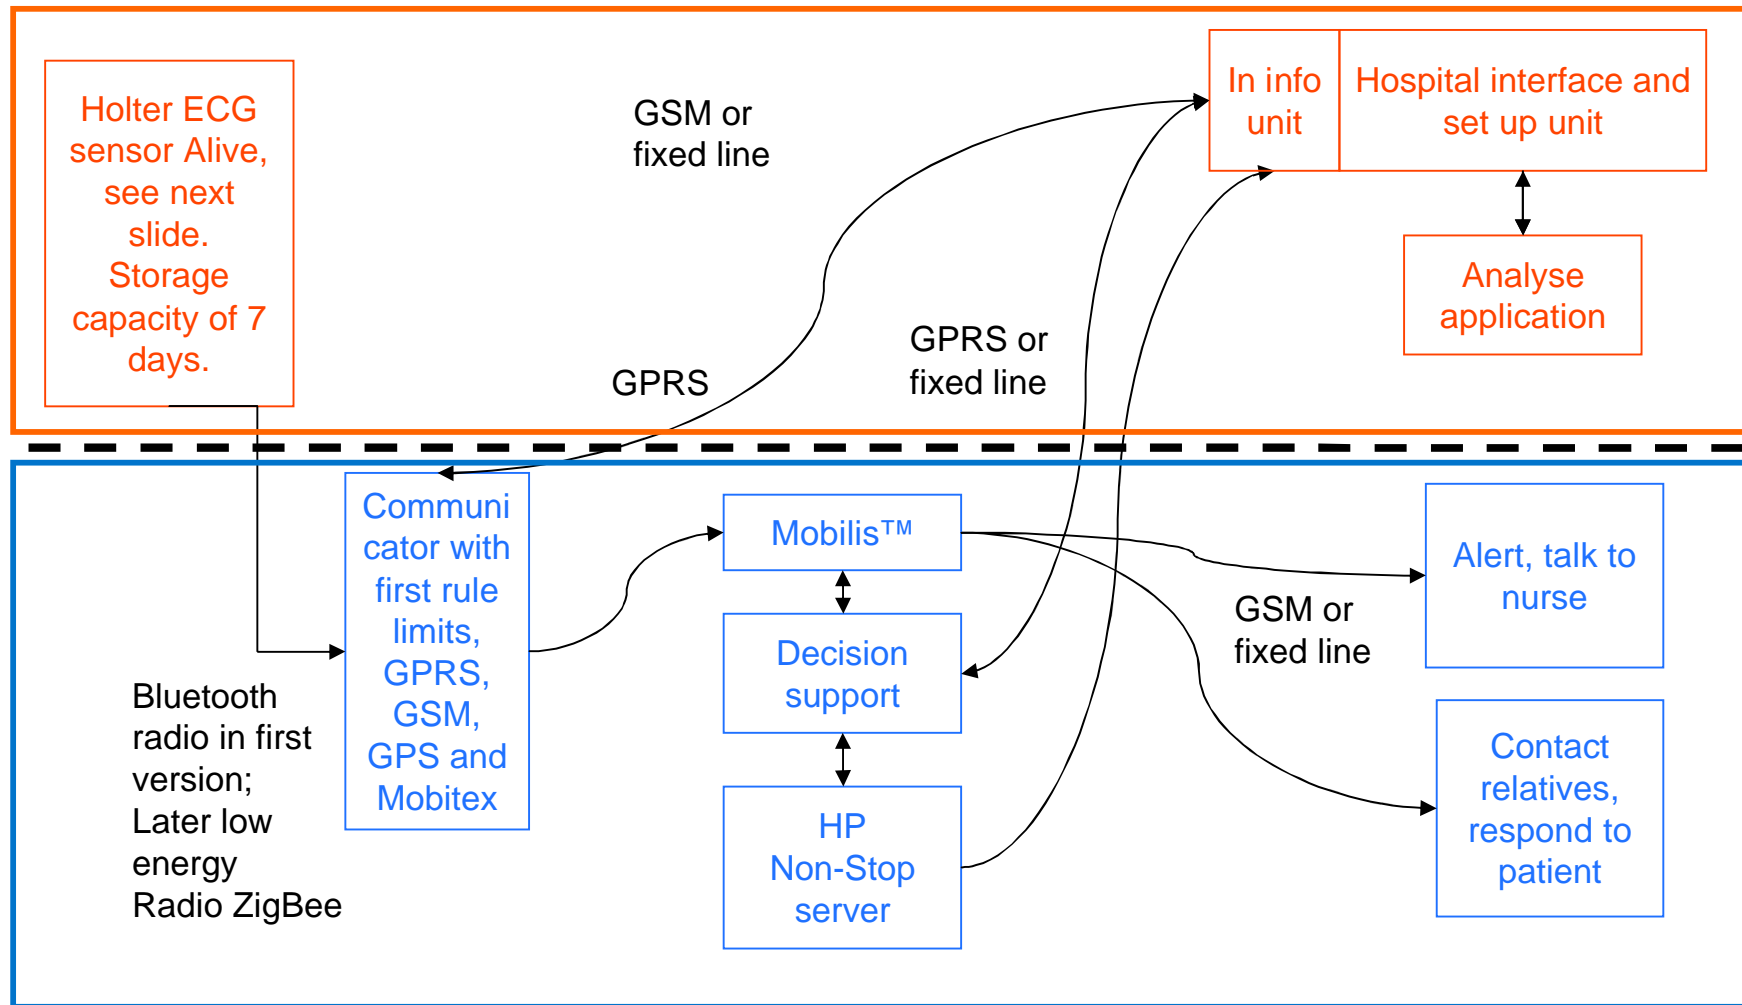 Holter ECG
sensor Alive,
see next
slide.
Storage
capacity of 7
days.
GSM or
fixed line
In info
unit
Hospital interface and
set up unit
Analyse
application
GPRS
GPRS or
fixed line
Communi
cator with
first rule
limits,
GPRS,
GSM,
GPS and
Mobitex
Mobilis™
Decision
support
HP
Non-Stop
server
Alert, talk to
nurse
GSM or
fixed line
Contact
relatives,
respond to
patient
Bluetooth
radio in first
version;
Later low
energy
Radio ZigBee